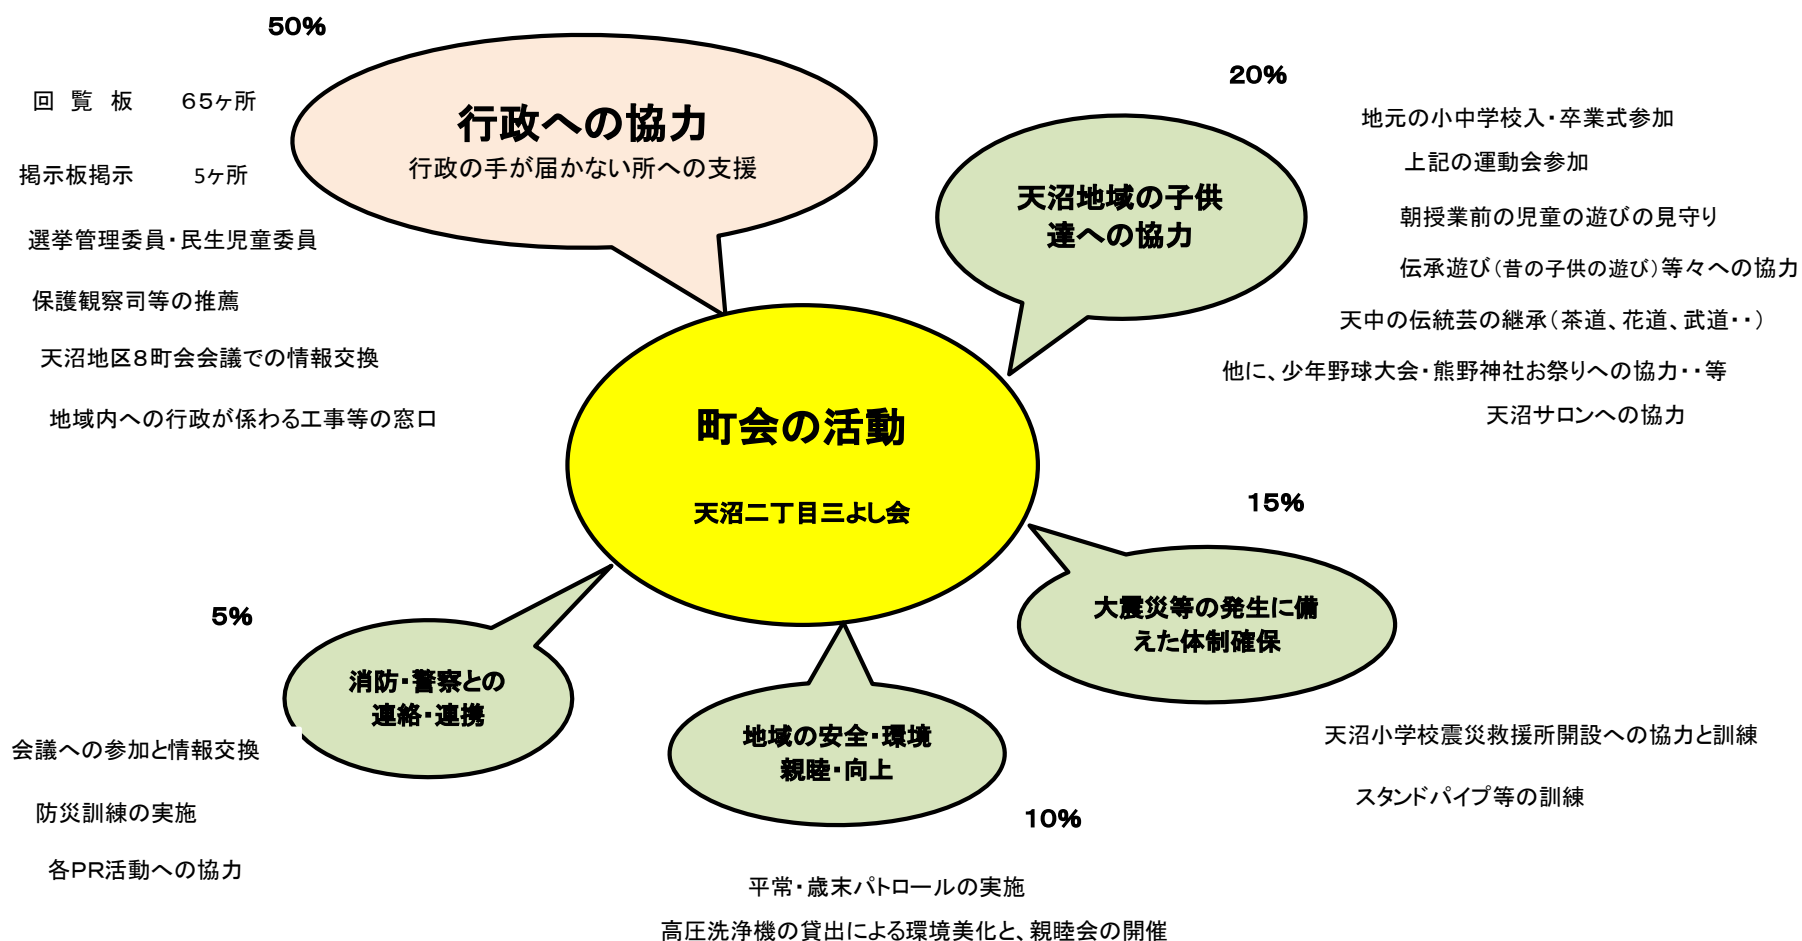 50%
行政への協力
行政の手が届かない所への支援
回 覧 板 65ヶ所
掲示板掲示 5ヶ所
選挙管理委員・民生児童委員
保護観察司等の推薦
天沼地区8町会会議での情報交換
地域内への行政が係わる工事等の窓口
20%
天沼地域の子供
達への協力
地元の小中学校入・卒業式参加
上記の運動会参加
朝授業前の児童の遊びの見守り
伝承遊び(昔の子供の遊び)等々への協力
天中の伝統芸の継承(茶道、花道、武道・・)
他に、少年野球大会・熊野神社お祭りへの協力・・等
天沼サロンへの協力
町会の活動
天沼二丁目三よし会
15%
大震災等の発生に備
えた体制確保
天沼小学校震災救援所開設への協力と訓練
スタンドパイプ等の訓練
5%
消防・警察との
連絡・連携
会議への参加と情報交換
防災訓練の実施
各PR活動への協力
地域の安全・環境
親睦・向上
10%
平常・歳末パトロールの実施
高圧洗浄機の貸出による環境美化と、親睦会の開催